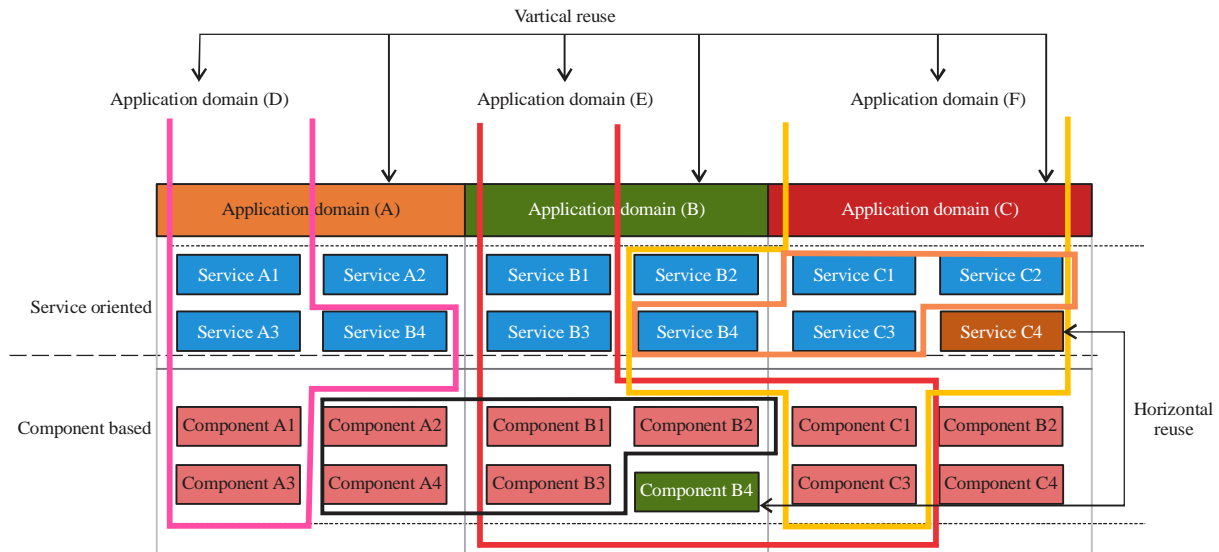 Vartical reuse
Application domain (D)
Application domain (E)
Application domain (F)
Application domain (A)
Application domain (B)
Application domain (C)
Service oriented
Service A1
Service A2
Service B1
Service B2
Service C1
Service C2
Service A3
Service B4
Service B3
Service B4
Service C3
Service C4
Component based
Component A1
Component A2
Component B1
Component B2
Component C1
Component B2
Component A3
Component A4
Component B3
Component B4
Component C3
Component C4
Horizontal
reuse